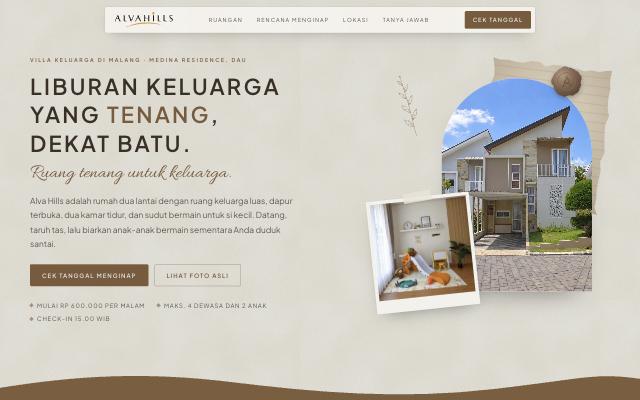 ALVAHILLS
RUANGAN
RENCANA MENGINAP
LOKASI
TANYA JAWAB
CEK TANGGAL
VILLA KELUARGA DI MALANG · MEDINA RESIDENCE, DAU
LIBURAN KELUARGA
YANG TENANG,
DEKAT BATU.
Ruang tenang untuk keluarga.
Alva Hills adalah rumah dua lantai dengan ruang keluarga luas, dapur
terbuka, dua kamar tidur, dan sudut bermain untuk si kecil. Datang,
taruh tas, lalu biarkan anak-anak bermain sementara Anda duduk
santai.
CEK TANGGAL MENGINAP
LIHAT FOTO ASLI
MULAI RP 600.000 PER MALAM
MAKS. 4 DEWASA DAN 2 ANAK
CHECK-IN 15.00 WIB